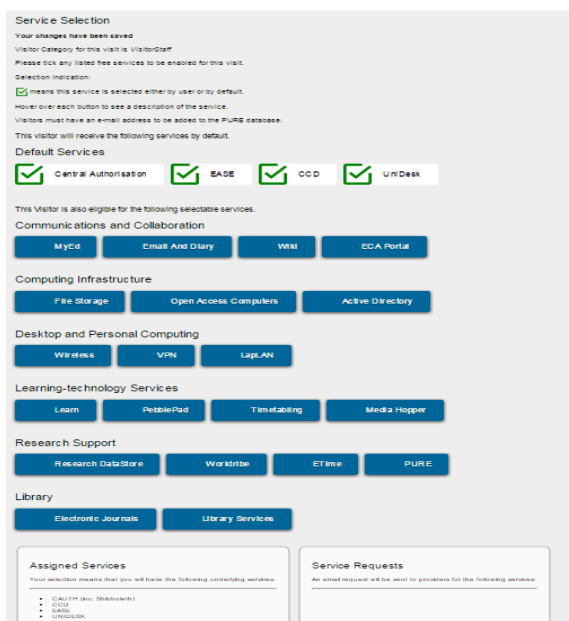 Service Selection
Your changes have been saved
Visitor Category for this visit is VisitorStaff
Please tick any listed free services to be enabled for this visit.
Selection Indication:
means this service is selected either by user or by default.
Hover over each button to see a description of the service.
Visitors must have an e-mail address to be added to the PURE database.
This visitor will receive the following services by default.
Default Services
Central Authorisation EASE CCD UniDesk
This Visitor is also eligible for the following selectable services.
Communications and Collaboration
MyEd Email And Diary Wiki ECA Portal
Computing Infrastructure
File Storage Open Access Computers Active Directory
Desktop and Personal Computing
Wireless VPN LapLAN
Learning-technology Services
Learn PebblePad Timetabling Media Hopper
Research Support
Research DataStore Worktribe ETime PURE
Library
Electronic Journals Library Services
Assigned Services
Your selection means that you will have the following underlying services:
CAUTH (inc. Shibboleth)
CCD
EASE
UNIDESK
Service Requests
An email request will be sent to providers for the following services: